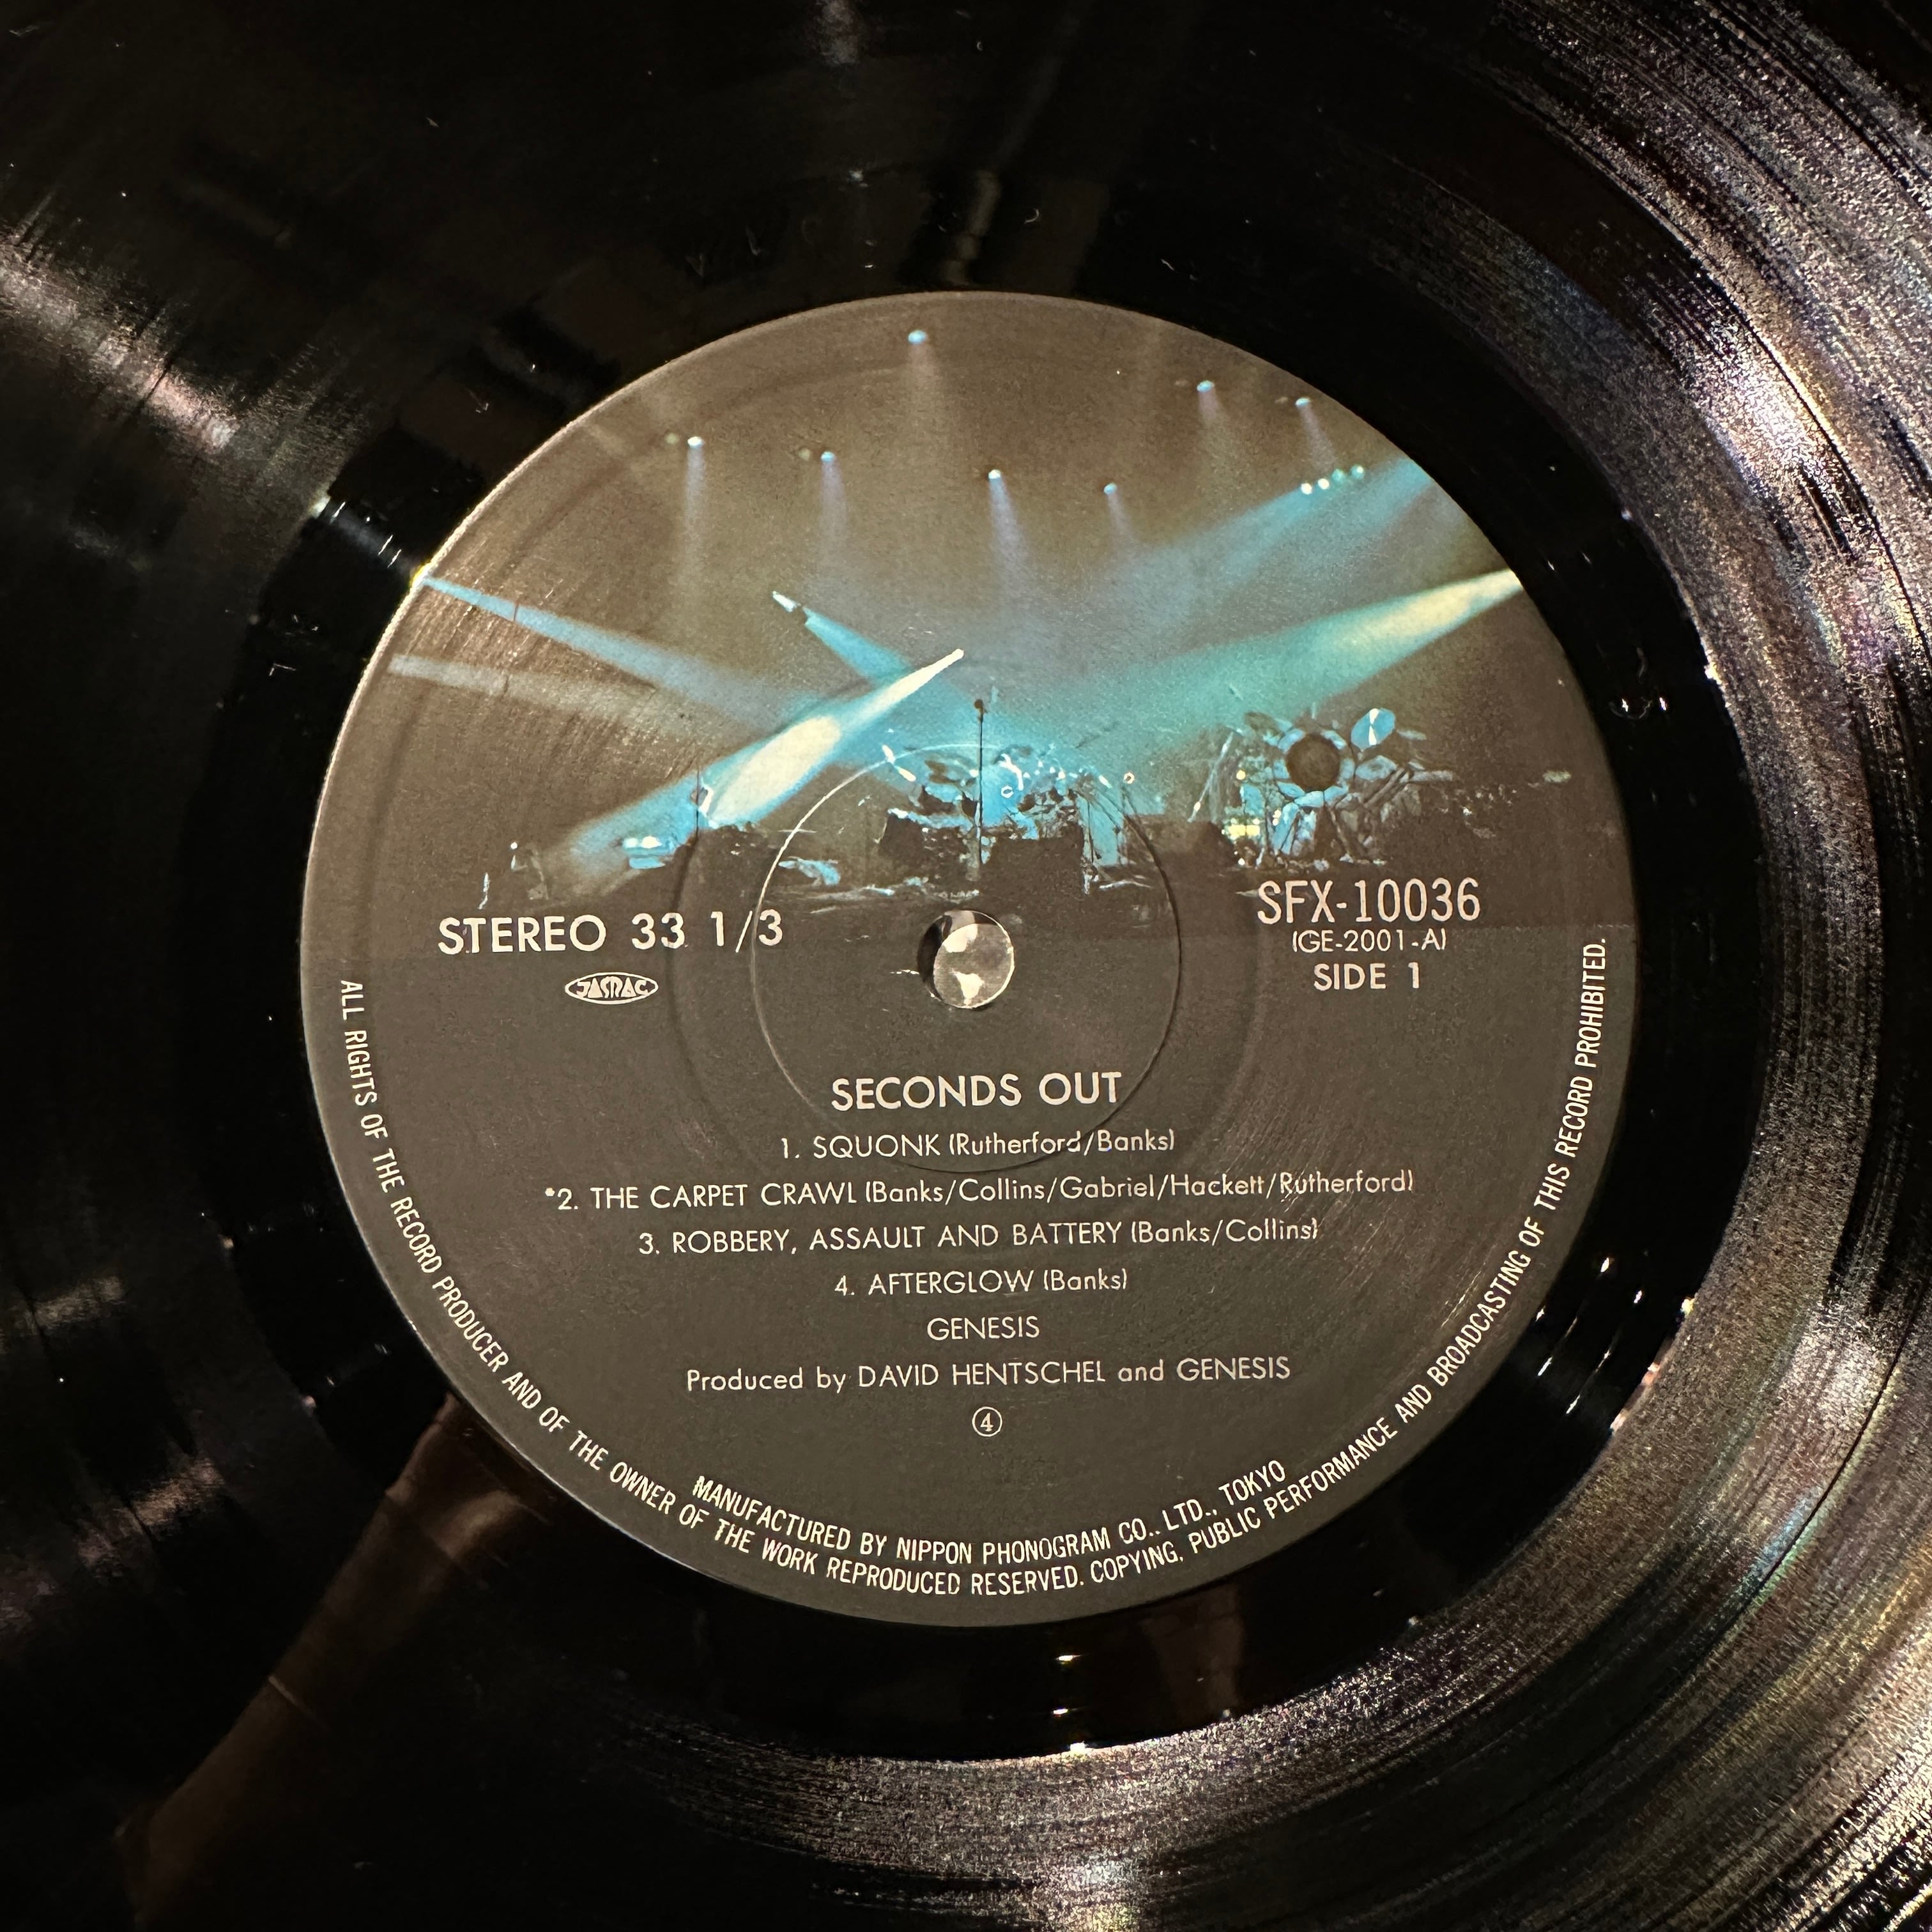 STEREO 33 1/3
JASRAC
SFX-10036
(GE-2001-A)
SIDE 1
SECONDS OUT
1. SQUONK (Rutherford/Banks)
*2. THE CARPET CRAWL (Banks/Collins/Gabriel/Hackett/Rutherford)
3. ROBBERY, ASSAULT AND BATTERY (Banks/Collins)
4. AFTERGLOW (Banks)
GENESIS
Produced by DAVID HENTSCHEL and GENESIS
④
MANUFACTURED BY NIPPON PHONOGRAM CO., LTD., TOKYO
ALL RIGHTS OF THE RECORD PRODUCER AND OF THE OWNER OF THE WORK REPRODUCED RESERVED. COPYING, PUBLIC PERFORMANCE AND BROADCASTING OF THIS RECORD PROHIBITED.